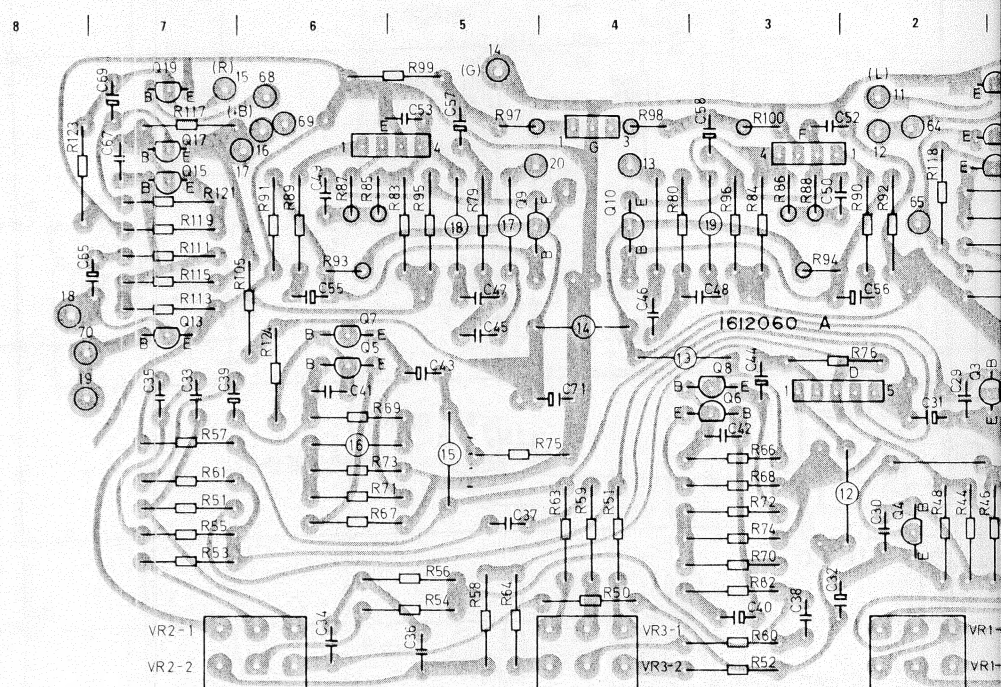 8 7 6 5 4 3 2
14
C69 Q19 (R) 15 68 R99 (G) (L)
B E 11
R117 (B) 69 C53 C57 R97 R98 C58 R100 C52 64
R123 C67 Q17 16 E 1 4 G 3 4 F 1 12 E
B E 17 20 13 R118
Q15
B E R91 R89 R87 R85 R83 R95 R79 Q9 E Q10 E R80 R96 R84 R86 R88 C50 R90 R92 E
R121
R119 18 17 19 65
B B
R111 R105 R93 R94
C65 R115 C55 C47 C46 C48 C56
18 R113
70 Q13 R124 Q7 C45 14 1612060 A
B E B E
Q5 13 C44 R76
19 B E C43 Q8 D Q3
C35 C33 C39 C41 C71 B E 5 C29 B
R69 Q6 C31
E B E
R57 16 15 C42
R75 R66
R61 R73 R68
R71 12
R51 R63 R59 R51 R72 C30 Q4 B R48 R44 R46
R67 C37
R55 R74
R53 E
R70
R56 R58 R64 R62 C32
R50
R54 C40 C38
VR2-1 C34 C36 VR3-1 R60 VR1-
VR2-2 VR3-2 R52 VR1-